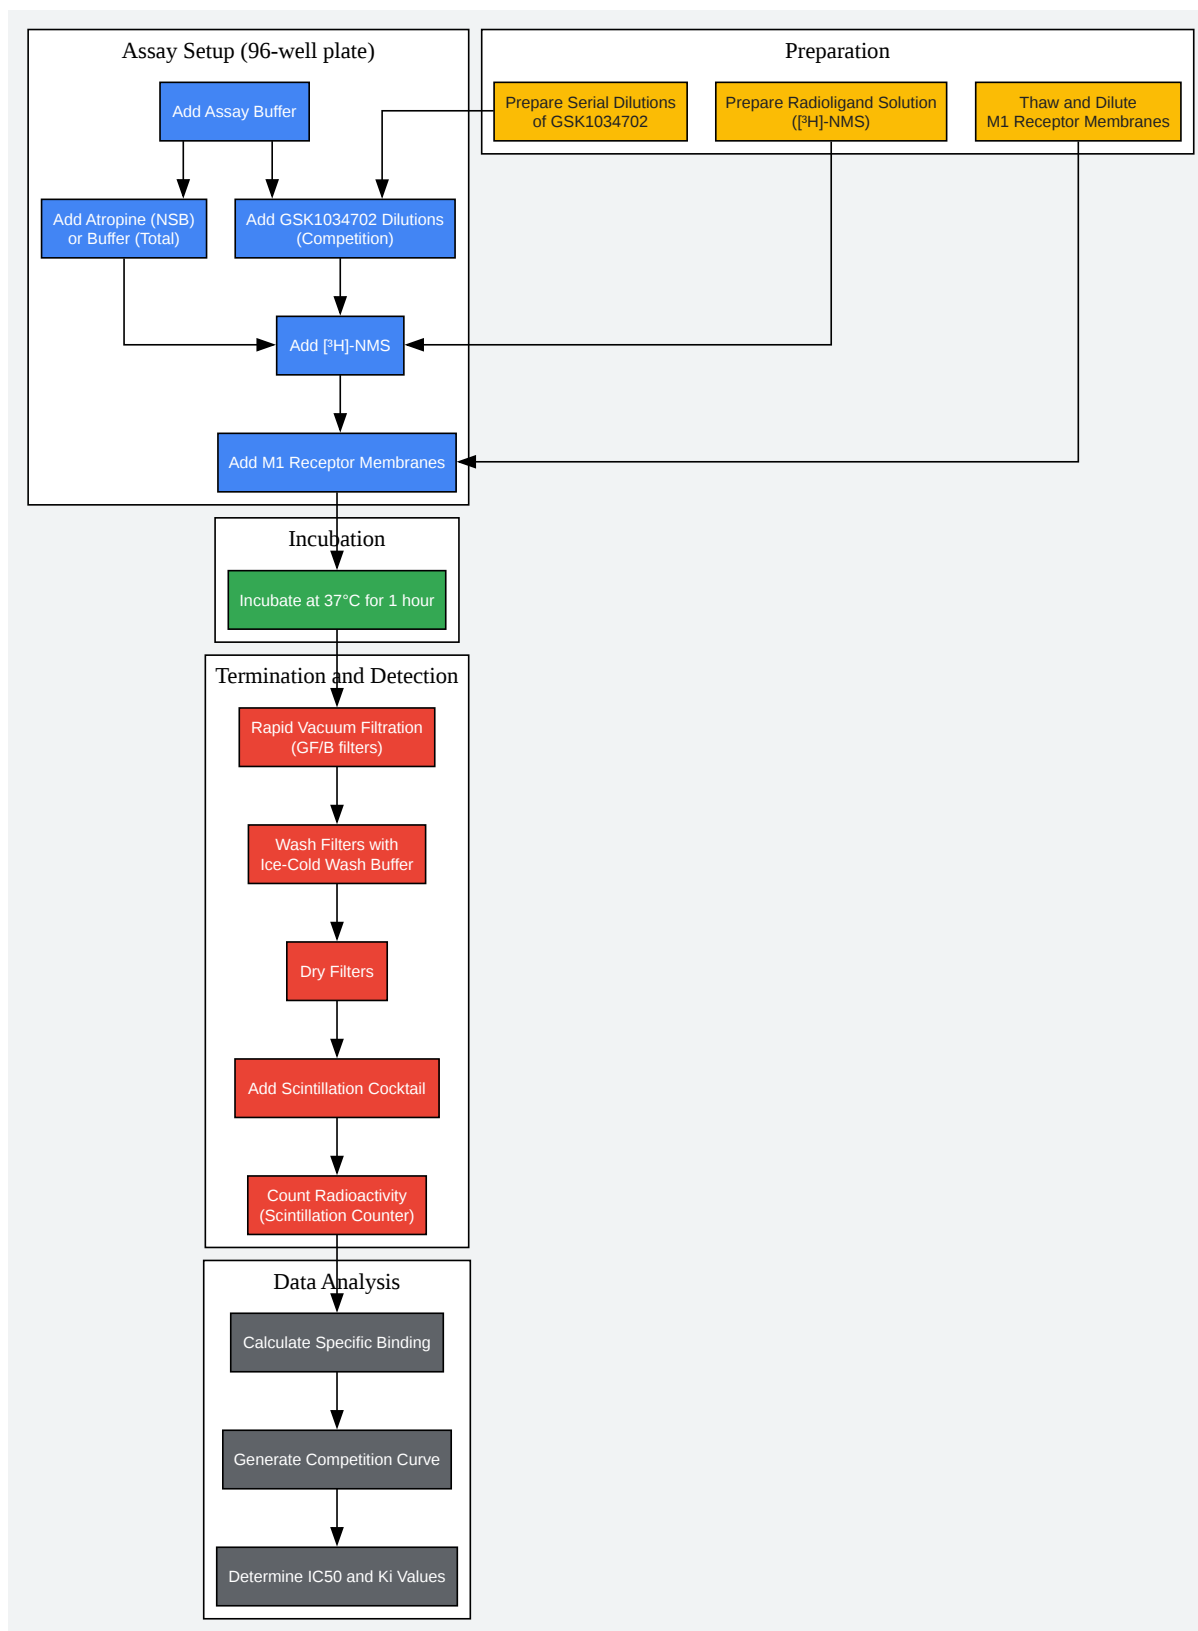 Assay Setup (96-well plate)
Add Assay Buffer
Add Atropine (NSB)
or Buffer (Total)
Add GSK1034702 Dilutions
(Competition)
Add [³H]-NMS
Add M1 Receptor Membranes
Preparation
Prepare Serial Dilutions
of GSK1034702
Prepare Radioligand Solution
([³H]-NMS)
Thaw and Dilute
M1 Receptor Membranes
Incubation
Incubate at 37°C for 1 hour
Termination and Detection
Rapid Vacuum Filtration
(GF/B filters)
Wash Filters with
Ice-Cold Wash Buffer
Dry Filters
Add Scintillation Cocktail
Count Radioactivity
(Scintillation Counter)
Data Analysis
Calculate Specific Binding
Generate Competition Curve
Determine IC50 and Ki Values